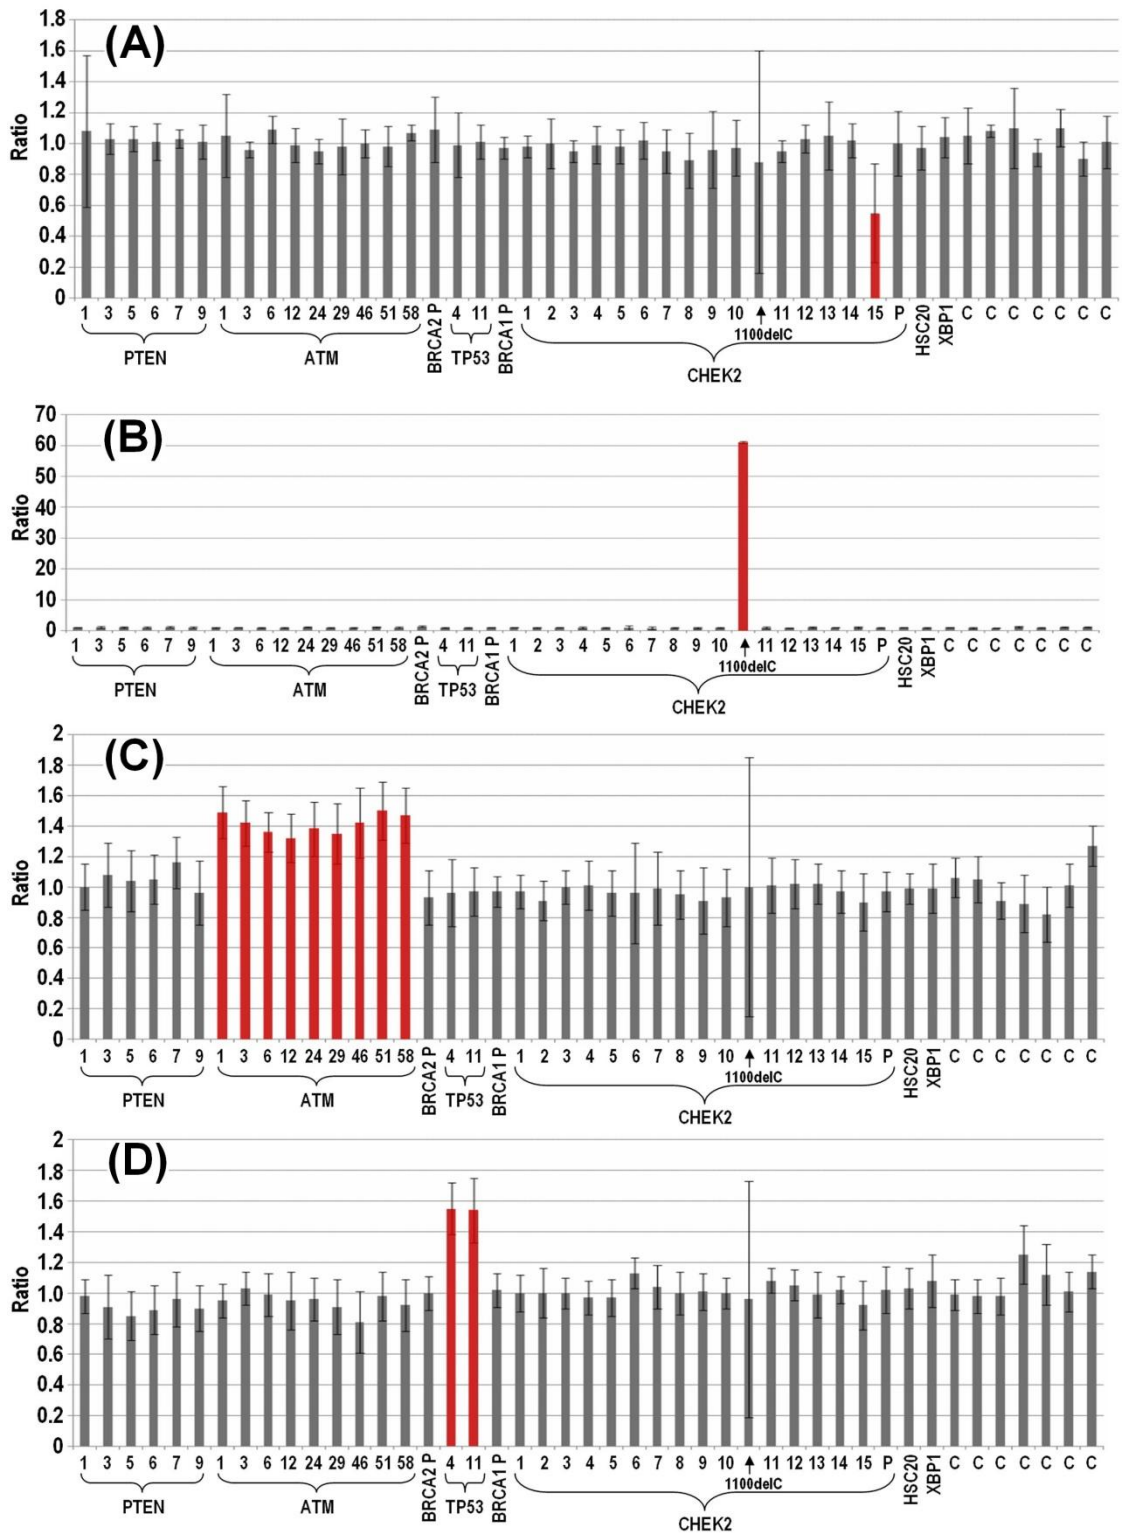 (A)
Ratio
1.8
1.6
1.4
1.2
1.0
0.8
0.6
0.4
0.2
0
1 3 5 6 7 9 1 3 6 12 24 29 46 51 58 BRCA2 P 4 11 BRCA1 P 1 2 3 4 5 6 7 8 9 10 11 12 13 14 15 P HSC20 XBP1 C C C C C C C
1100delC
PTEN ATM TP53 CHEK2
(B)
Ratio
70
60
50
40
30
20
10
0
1 3 5 6 7 9 1 3 6 12 24 29 46 51 58 BRCA2 P 4 11 BRCA1 P 1 2 3 4 5 6 7 8 9 10 11 12 13 14 15 P HSC20 XBP1 C C C C C C C
1100delC
PTEN ATM TP53 CHEK2
(C)
Ratio
2
1.8
1.6
1.4
1.2
1.0
0.8
0.6
0.4
0.2
0
1 3 5 6 7 9 1 3 6 12 24 29 46 51 58 BRCA2 P 4 11 BRCA1 P 1 2 3 4 5 6 7 8 9 10 11 12 13 14 15 P HSC20 XBP1 C C C C C C C
1100delC
PTEN ATM TP53 CHEK2
(D)
Ratio
2
1.8
1.6
1.4
1.2
1.0
0.8
0.6
0.4
0.2
0
1 3 5 6 7 9 1 3 6 12 24 29 46 51 58 BRCA2 P 4 11 BRCA1 P 1 2 3 4 5 6 7 8 9 10 11 12 13 14 15 P HSC20 XBP1 C C C C C C C
1100delC
PTEN ATM TP53 CHEK2